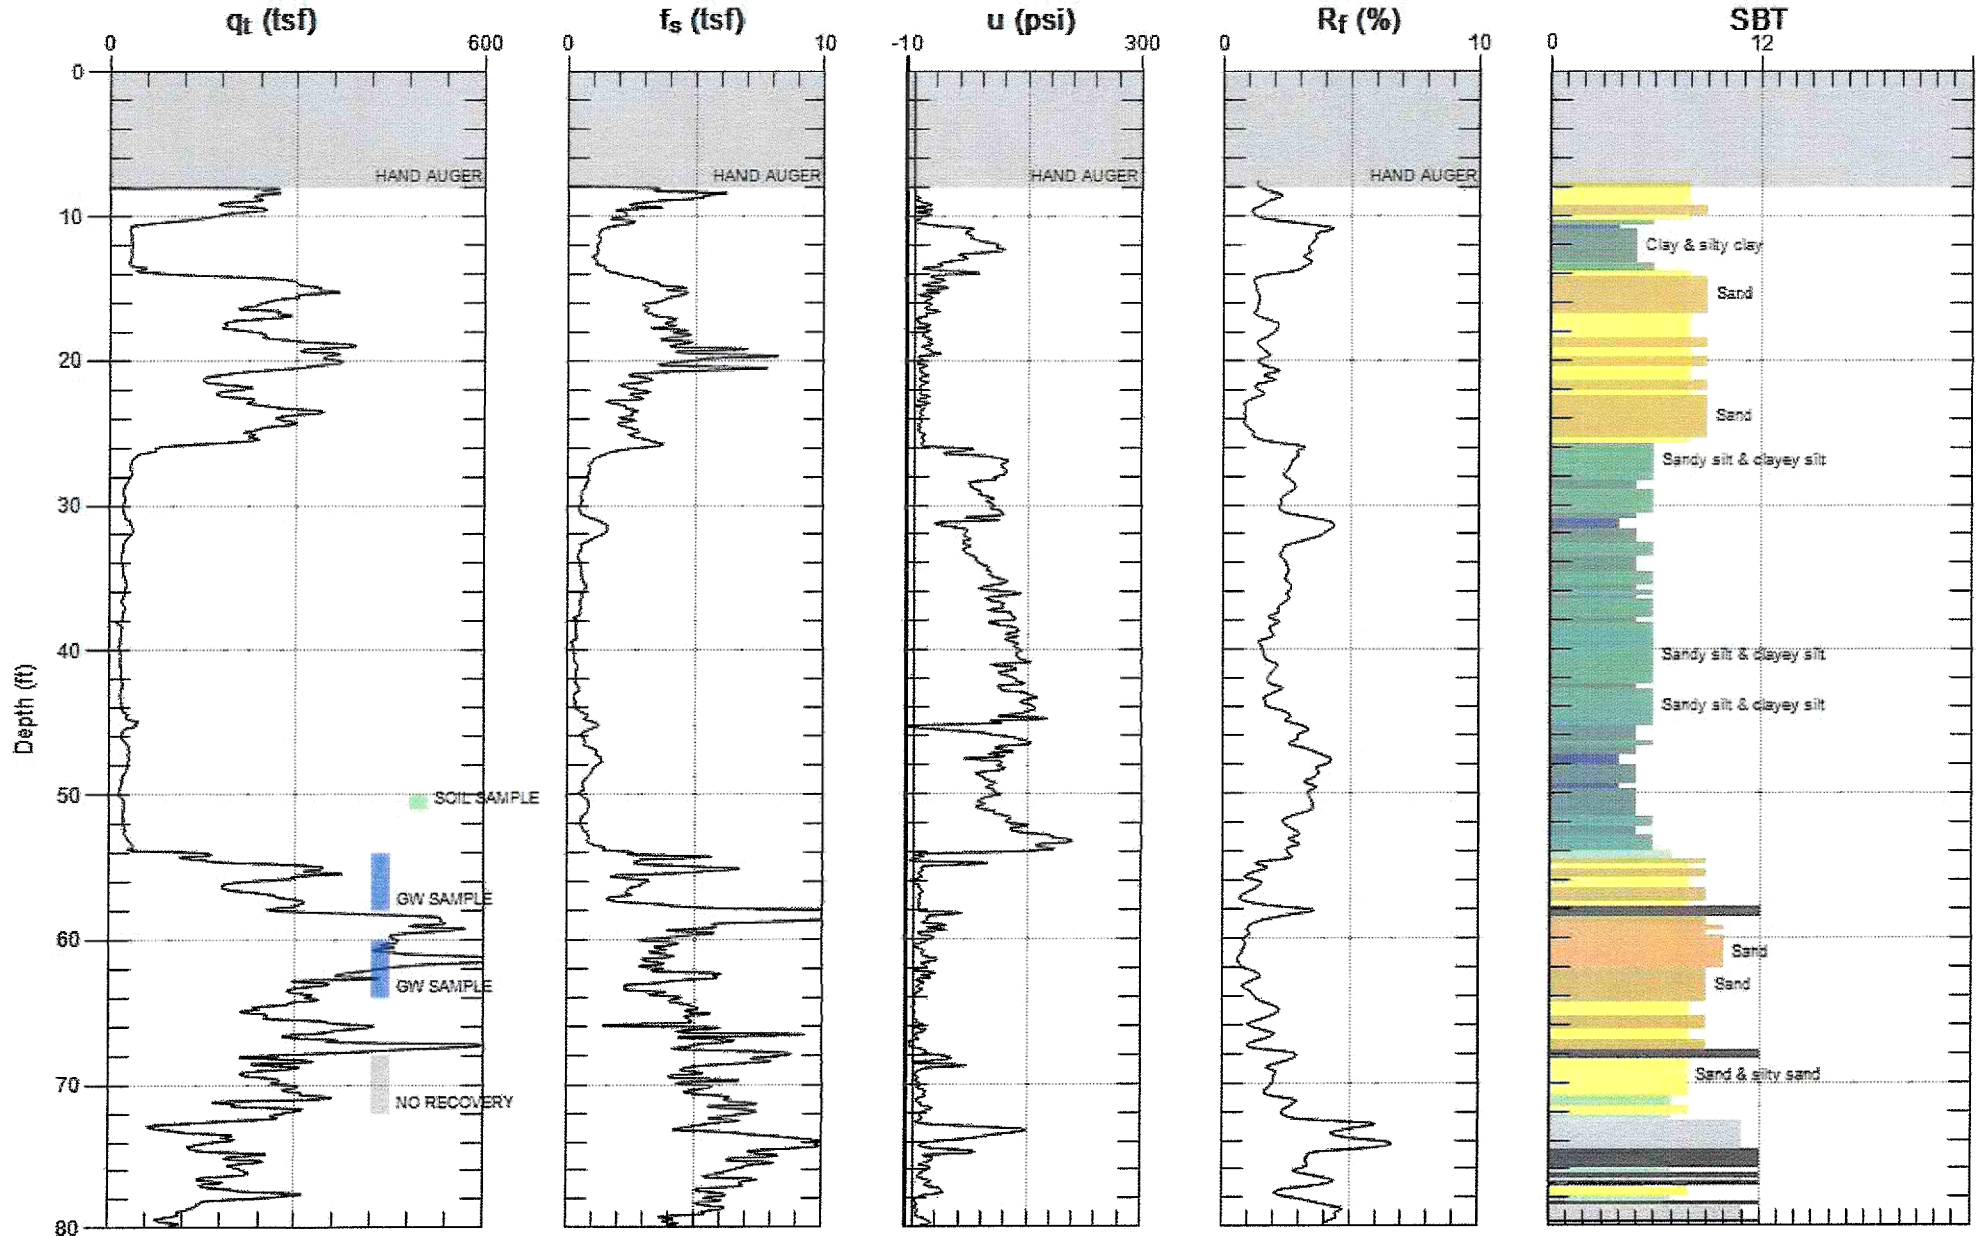 qt (tsf)
fs (tsf)
u (psi)
Rf (%)
SBT
0 600
0 10
-10 300
0 10
0 12
0
HAND AUGER
HAND AUGER
HAND AUGER
HAND AUGER
10
Clay & silty clay
Sand
20
Sand
Sandy silt & clayey silt
30
40
Sandy silt & clayey silt
Sandy silt & clayey silt
Depth (ft)
50
SOIL SAMPLE
GW SAMPLE
60
Sand
GW SAMPLE
Sand
70
Sand & silty sand
NO RECOVERY
80